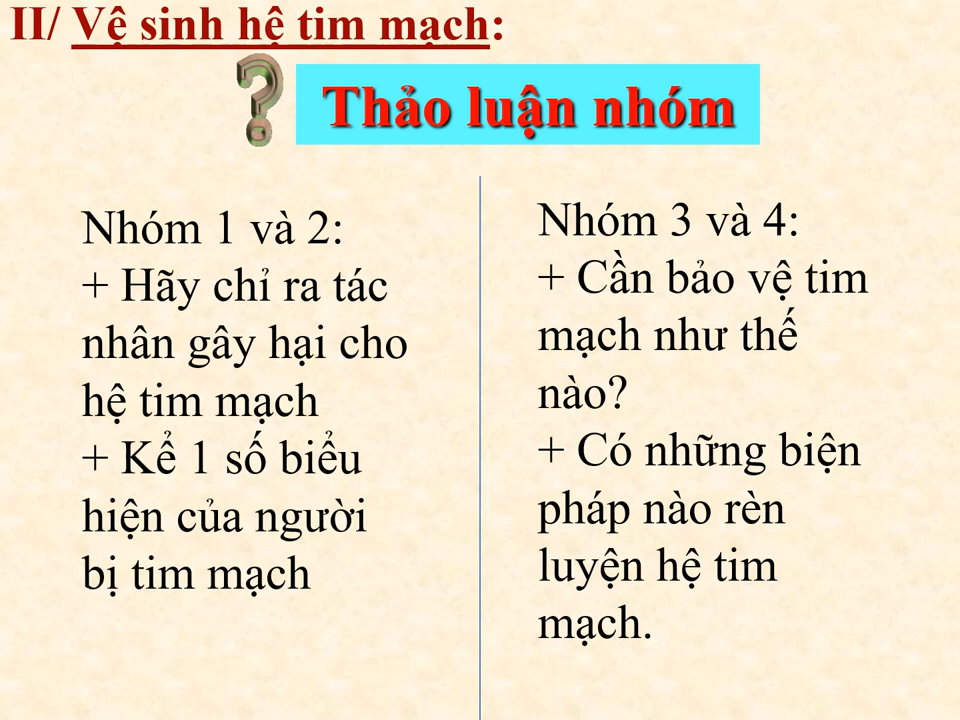 II/ Vệ sinh hệ tim mạch:
?
Thảo luận nhóm
Nhóm 1 và 2:
+ Hãy chỉ ra tác
nhân gây hại cho
hệ tim mạch
+ Kể 1 số biểu
hiện của người
bị tim mạch
Nhóm 3 và 4:
+ Cần bảo vệ tim
mạch như thế
nào?
+ Có những biện
pháp nào rèn
luyện hệ tim
mạch.